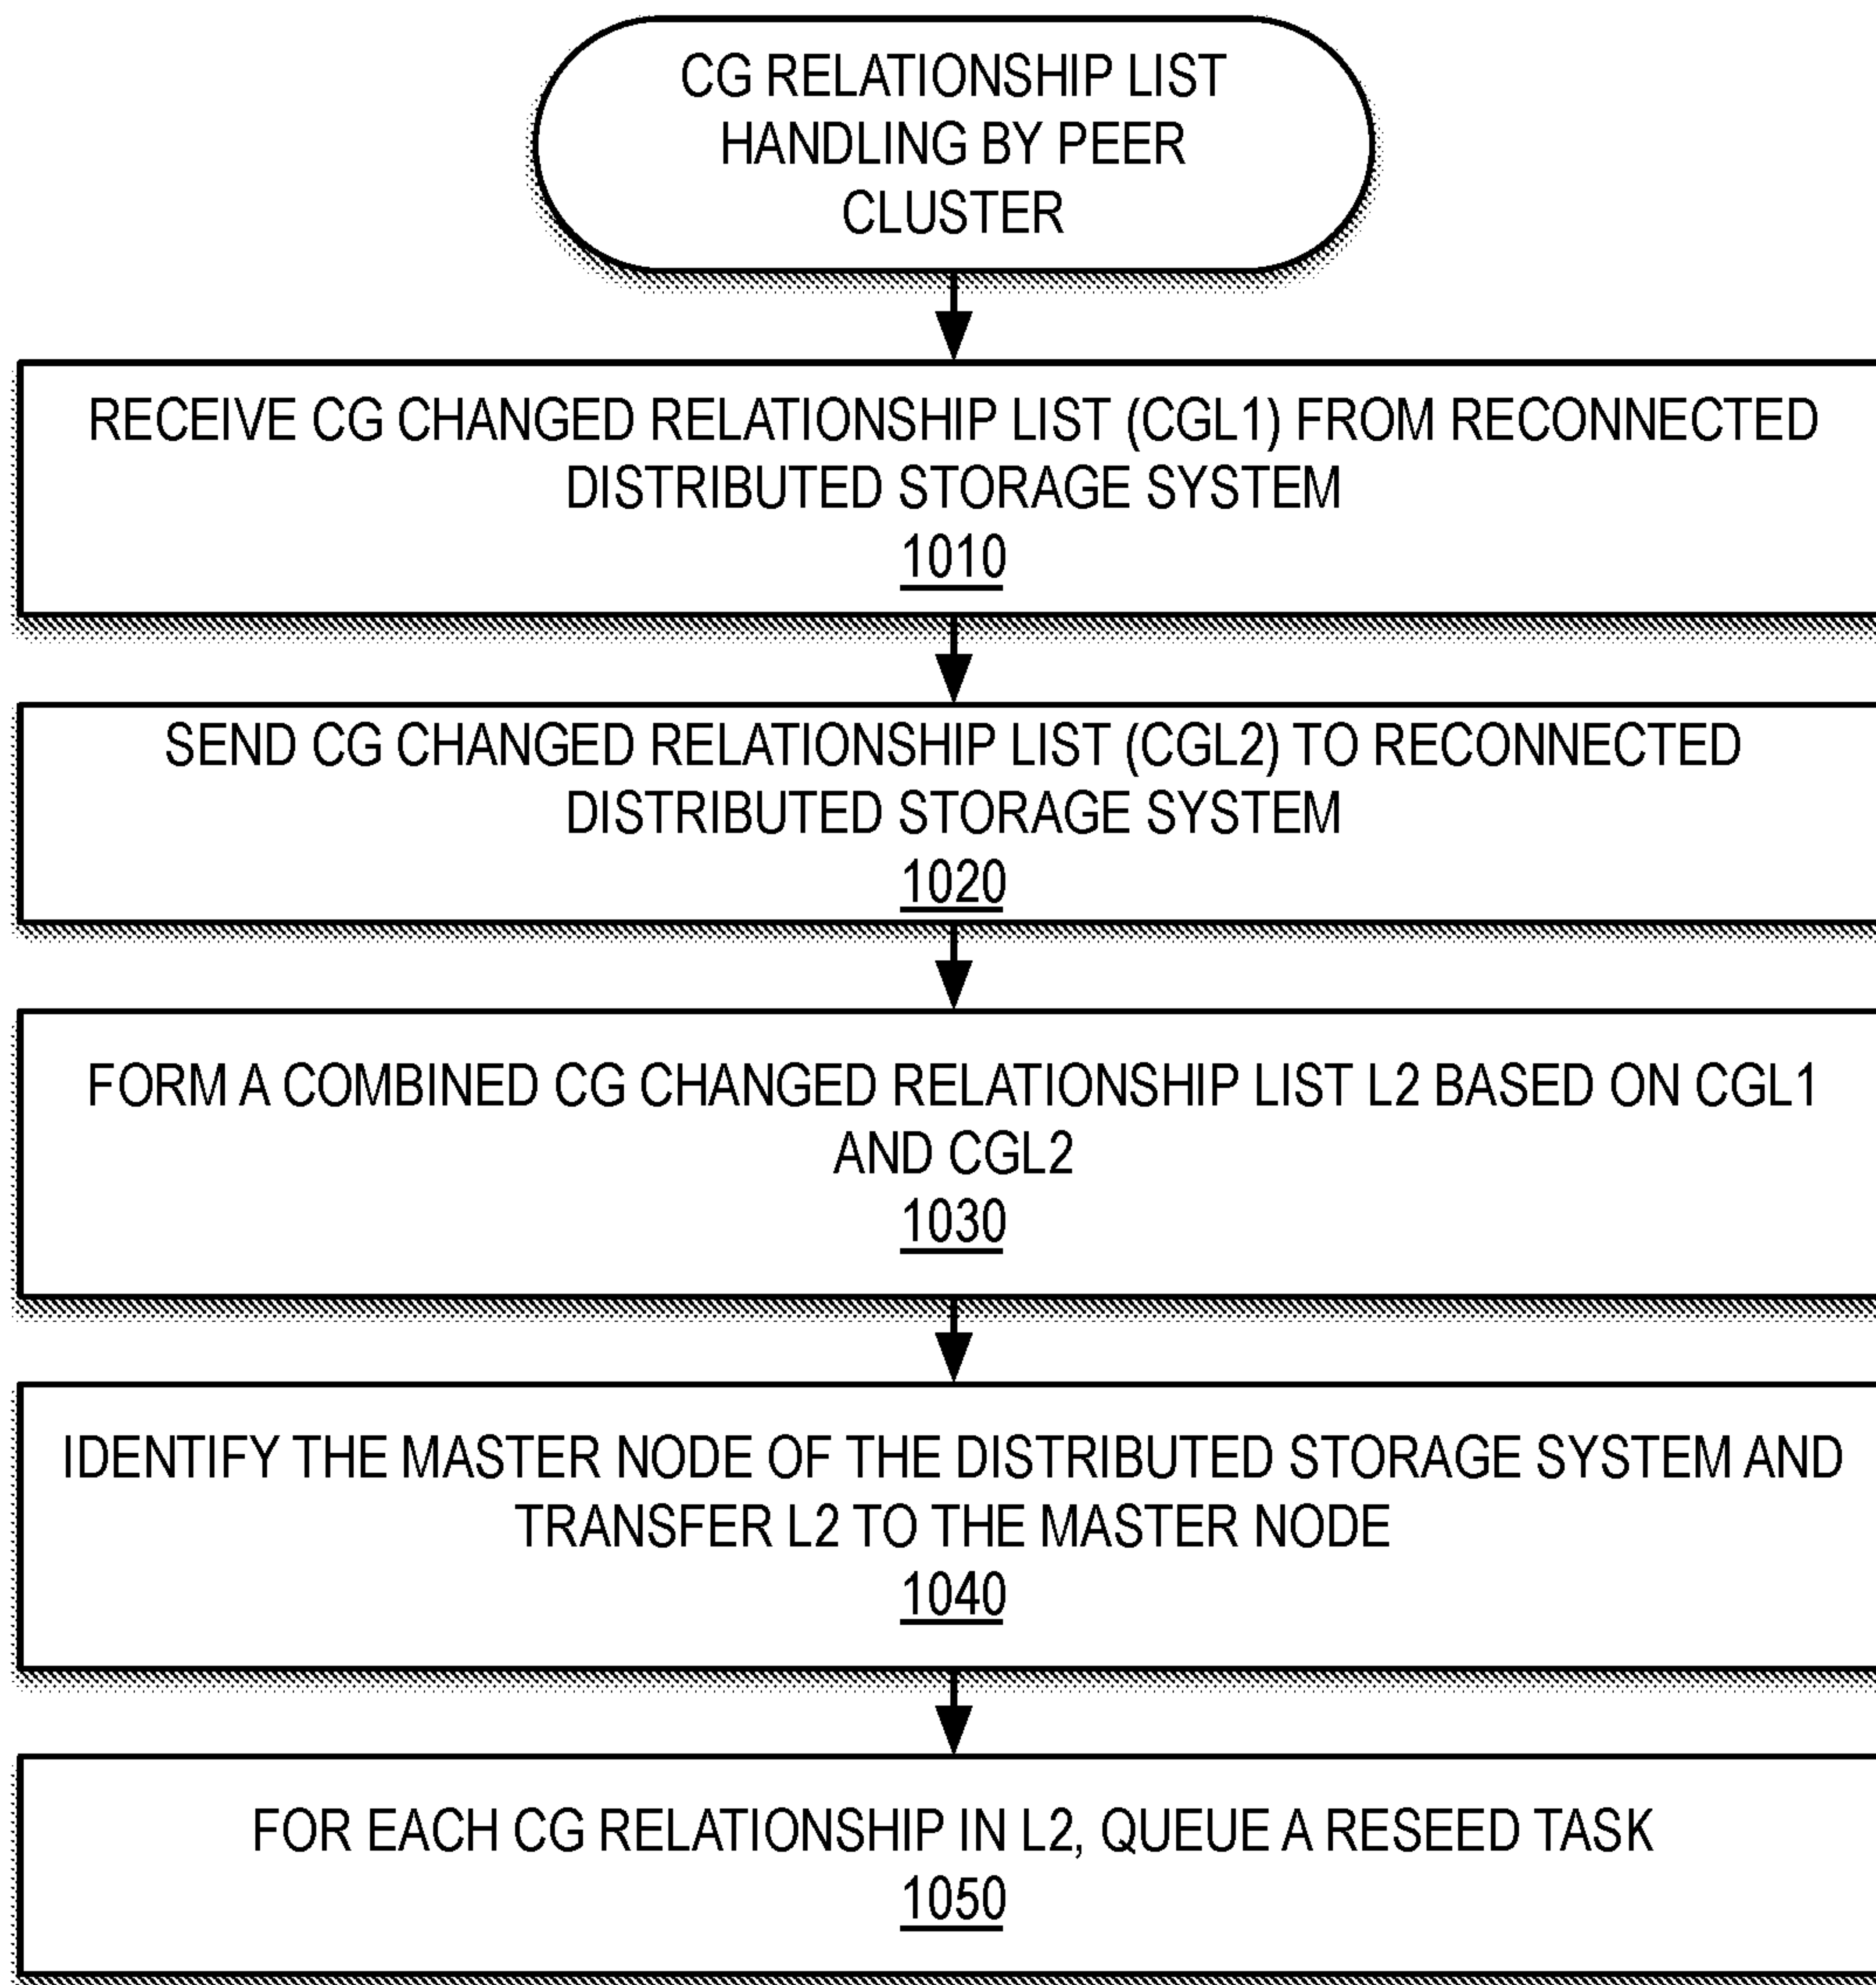 CG RELATIONSHIP LIST
HANDLING BY PEER
CLUSTER
RECEIVE CG CHANGED RELATIONSHIP LIST (CGL1) FROM RECONNECTED
DISTRIBUTED STORAGE SYSTEM
1010
SEND CG CHANGED RELATIONSHIP LIST (CGL2) TO RECONNECTED
DISTRIBUTED STORAGE SYSTEM
1020
FORM A COMBINED CG CHANGED RELATIONSHIP LIST L2 BASED ON CGL1
AND CGL2
1030
IDENTIFY THE MASTER NODE OF THE DISTRIBUTED STORAGE SYSTEM AND
TRANSFER L2 TO THE MASTER NODE
1040
FOR EACH CG RELATIONSHIP IN L2, QUEUE A RESEED TASK
1050